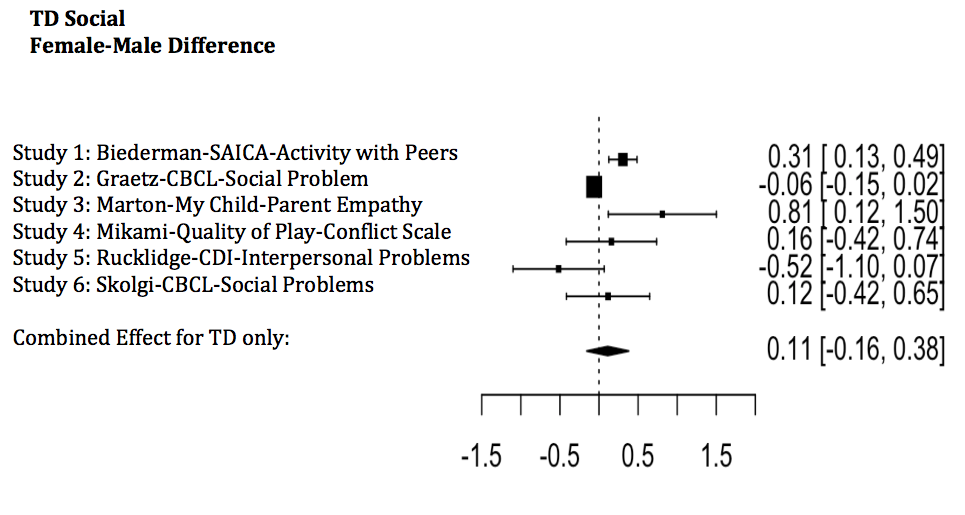 TD Social
Female-Male Difference
Study 1: Biederman-SAICA-Activity with Peers 0.31 [ 0.13, 0.49]
Study 2: Graetz-CBCL-Social Problem -0.06 [-0.15, 0.02]
Study 3: Marton-My Child-Parent Empathy 0.81 [ 0.12, 1.50]
Study 4: Mikami-Quality of Play-Conflict Scale 0.16 [-0.42, 0.74]
Study 5: Rucklidge-CDI-Interpersonal Problems -0.52 [-1.10, 0.07]
Study 6: Skolgi-CBCL-Social Problems 0.12 [-0.42, 0.65]
Combined Effect for TD only: 0.11 [-0.16, 0.38]
-1.5 -0.5 0.5 1.5